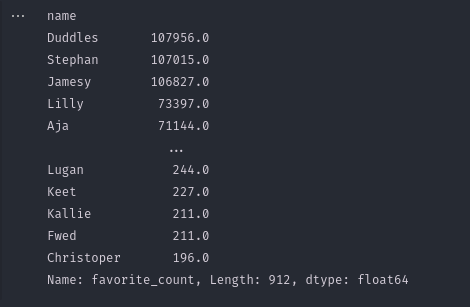 ... name
Duddles 107956.0
Stephan 107015.0
Jamesy 106827.0
Lilly 73397.0
Aja 71144.0
...
Lugan 244.0
Keet 227.0
Kallie 211.0
Fwed 211.0
Christoper 196.0
Name: favorite_count, Length: 912, dtype: float64